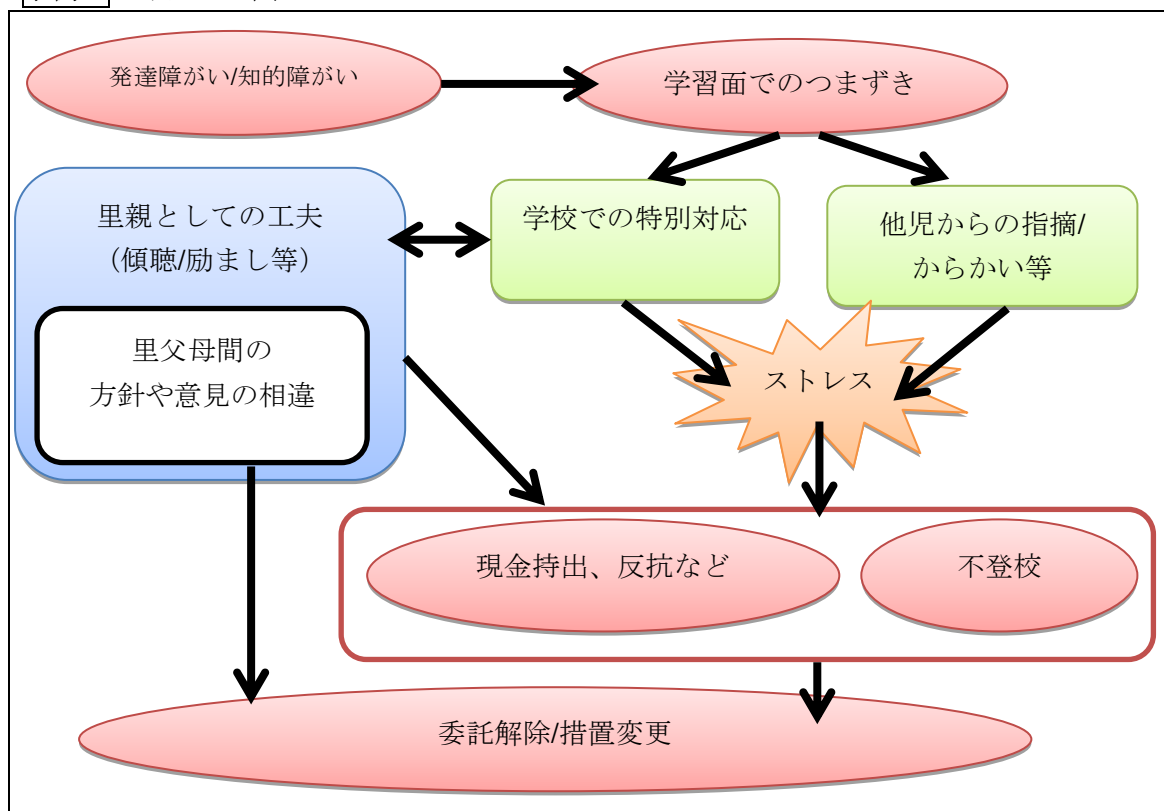 発達障がい/知的障がい
学習面でのつまずき
里親としての工夫
（傾聴/励まし等）
学校での特別対応
他児からの指摘/
からかい等
里父母間の
方針や意見の相違
ストレス
現金持出、反抗など
不登校
委託解除/措置変更